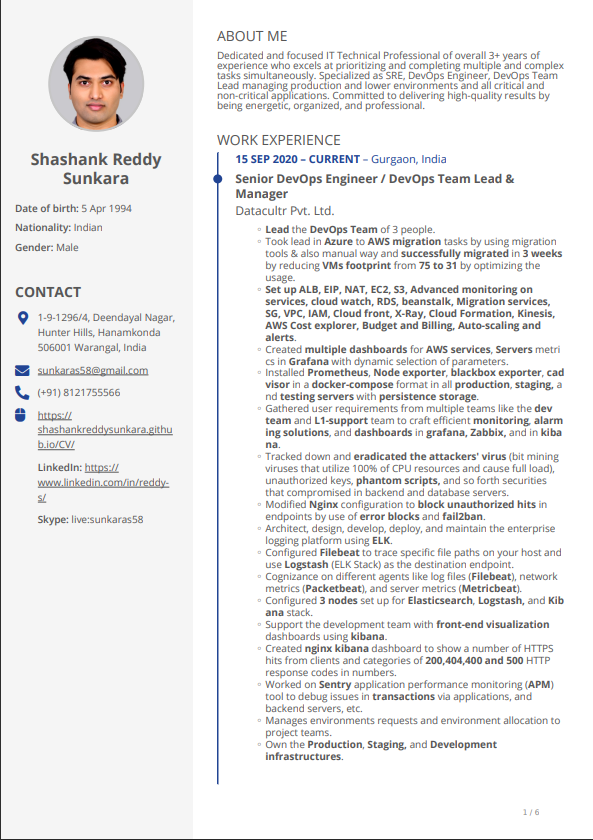 Shashank Reddy
Sunkara
Date of birth: 5 Apr 1994
Nationality: Indian
Gender: Male
CONTACT
1-9-1296/4, Deendayal Nagar,
Hunter Hills, Hanamkonda
506001 Warangal, India
sunkaras58@gmail.com
(+91) 8121755566
https://
shashankreddysunkara.githu
b.io/CV/
LinkedIn: https://
www.linkedin.com/in/reddy-
s/
Skype: live:sunkaras58
ABOUT ME
Dedicated and focused IT Technical Professional of overall 3+ years of
experience who excels at prioritizing and completing multiple and complex
tasks simultaneously. Specialized as SRE, DevOps Engineer, DevOps Team
Lead managing production and lower environments and all critical and
non-critical applications. Committed to delivering high-quality results by
being energetic, organized, and professional.
WORK EXPERIENCE
15 SEP 2020 – CURRENT – Gurgaon, India
Senior DevOps Engineer / DevOps Team Lead &
Manager
Datacultr Pvt. Ltd.
◦ Lead the DevOps Team of 3 people.
◦ Took lead in Azure to AWS migration tasks by using migration
tools & also manual way and successfully migrated in 3 weeks
by reducing VMs footprint from 75 to 31 by optimizing the
usage.
◦ Set up ALB, EIP, NAT, EC2, S3, Advanced monitoring on
services, cloud watch, RDS, beanstalk, Migration services,
SG, VPC, IAM, Cloud front, X-Ray, Cloud Formation, Kinesis,
AWS Cost explorer, Budget and Billing, Auto-scaling and
alerts.
◦ Created multiple dashboards for AWS services, Servers metri
cs in Grafana with dynamic selection of parameters.
◦ Installed Prometheus, Node exporter, blackbox exporter, cad
visor in a docker-compose format in all production, staging, a
nd testing servers with persistence storage.
◦ Gathered user requirements from multiple teams like the dev
team and L1-support team to craft efficient monitoring, alarm
ing solutions, and dashboards in grafana, Zabbix, and in kiba
na.
◦ Tracked down and eradicated the attackers' virus (bit mining
viruses that utilize 100% of CPU resources and cause full load),
unauthorized keys, phantom scripts, and so forth securities
that compromised in backend and database servers.
◦ Modified Nginx configuration to block unauthorized hits in
endpoints by use of error blocks and fail2ban.
◦ Architect, design, develop, deploy, and maintain the enterprise
logging platform using ELK.
◦ Configured Filebeat to trace specific file paths on your host and
use Logstash (ELK Stack) as the destination endpoint.
◦ Cognizance on different agents like log files (Filebeat), network
metrics (Packetbeat), and server metrics (Metricbeat).
◦ Configured 3 nodes set up for Elasticsearch, Logstash, and Kib
ana stack.
◦ Support the development team with front-end visualization
dashboards using kibana.
◦ Created nginx kibana dashboard to show a number of HTTPS
hits from clients and categories of 200,404,400 and 500 HTTP
response codes in numbers.
◦ Worked on Sentry application performance monitoring (APM)
tool to debug issues in transactions via applications, and
backend servers, etc.
◦ Manages environments requests and environment allocation to
project teams.
◦ Own the Production, Staging, and Development
infrastructures.
1 / 6